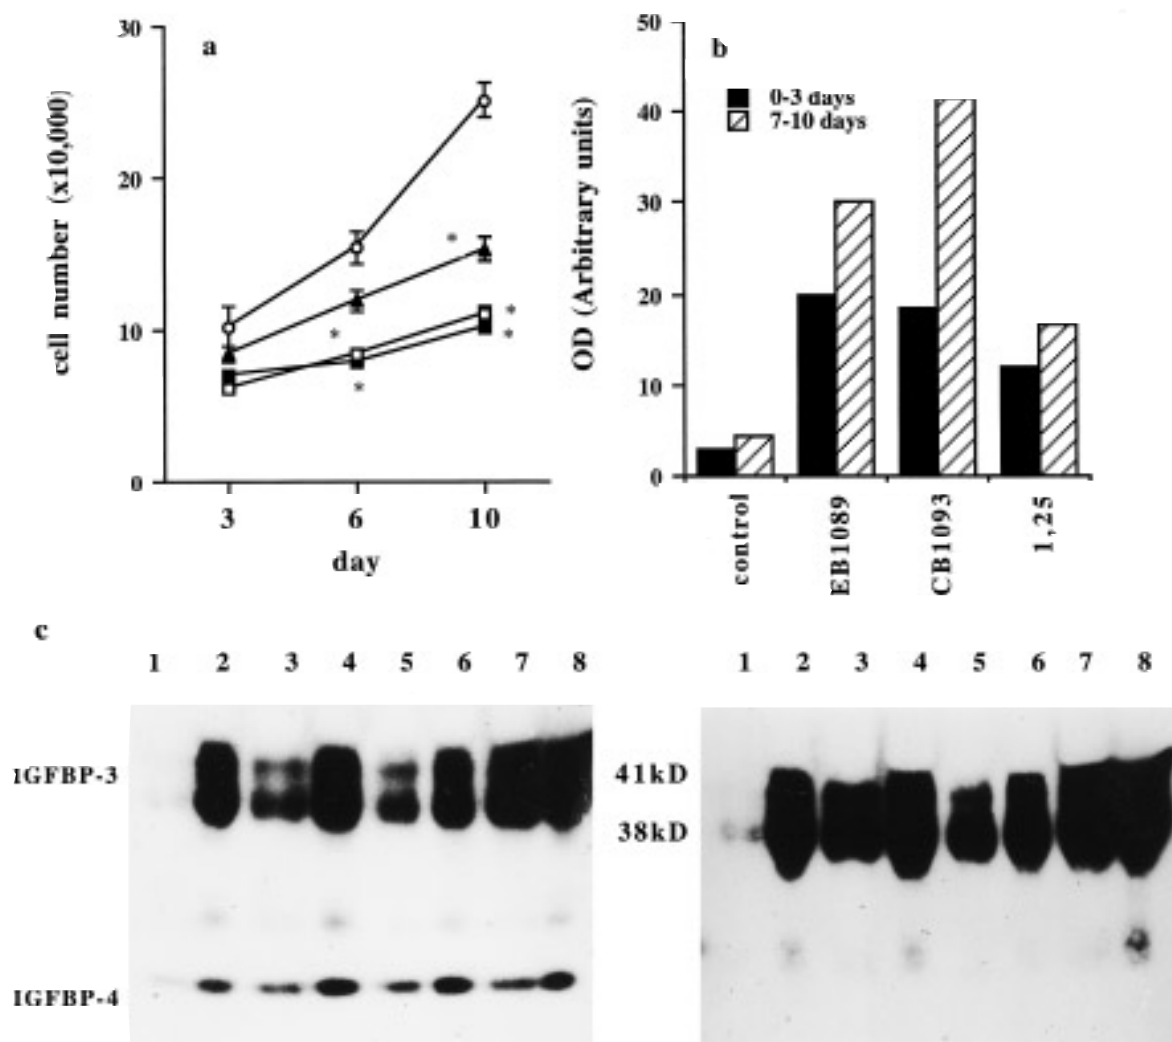 a
30
20
10
0
cell number (x10,000)
*
*
*
*
*
3 6 10
day
b
50
40
30
20
10
0
OD (Arbitrary units)
0-3 days
7-10 days
control
EB1089
CB1093
1,25
c
1 2 3 4 5 6 7 8
IGFBP-3
IGFBP-4
1 2 3 4 5 6 7 8
41kD
38kD